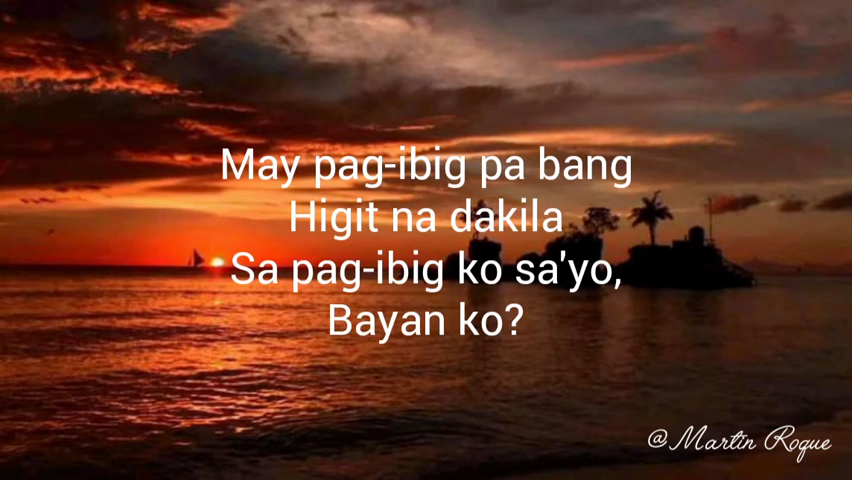 May pag-ibig pa bang
Higit na dakila
Sa pag-ibig ko sa'yo,
Bayan ko?
@Martin Roque